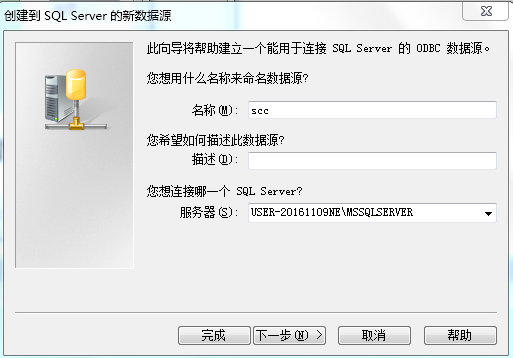 创建到 SQL Server 的新数据源
此向导将帮助建立一个能用于连接 SQL Server 的 ODBC 数据源。
您想用什么名称来命名数据源?
名称(M): scc
您希望如何描述此数据源?
描述(D):
您想连接哪一个 SQL Server?
服务器(S): USER-20161109NE\MSSQLSERVER
完成 下一步(N) > 取消 帮助